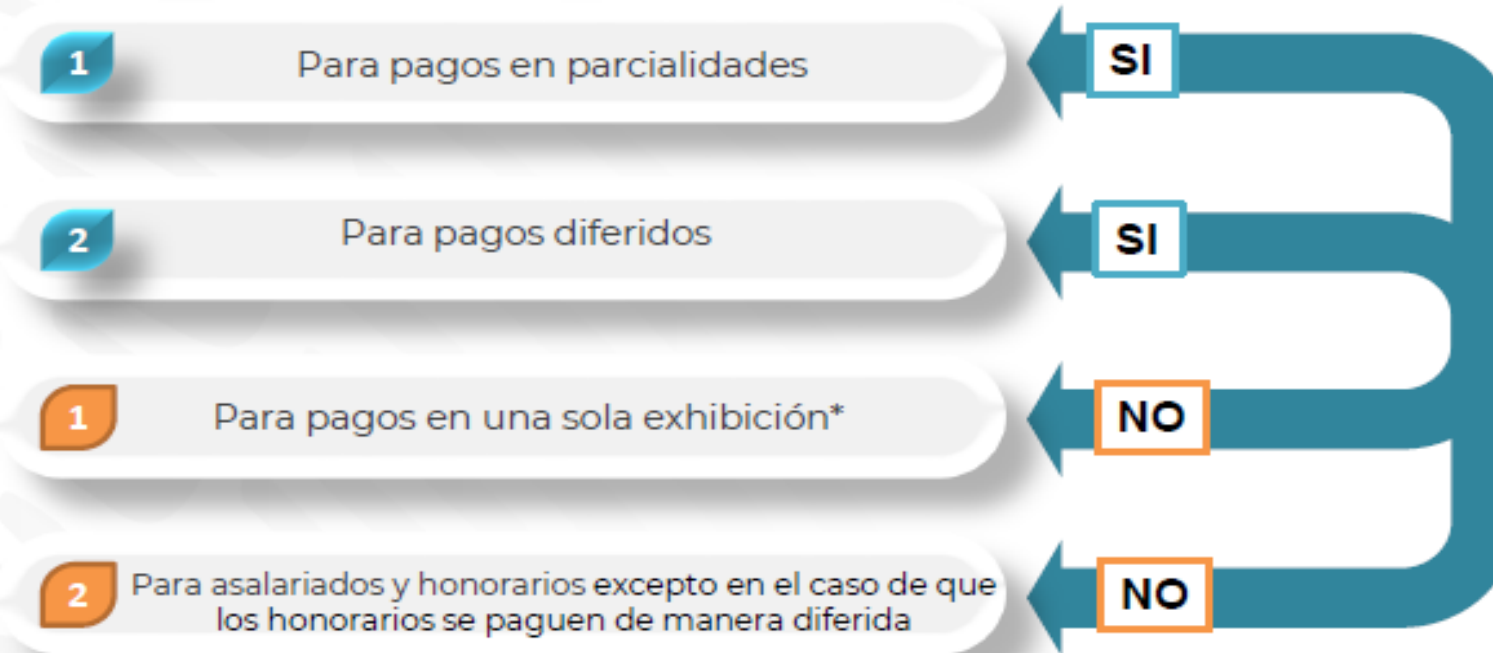 1 Para pagos en parcialidades SI
2 Para pagos diferidos SI
1 Para pagos en una sola exhibición* NO
2 Para asalariados y honorarios excepto en el caso de que
los honorarios se paguen de manera diferida NO